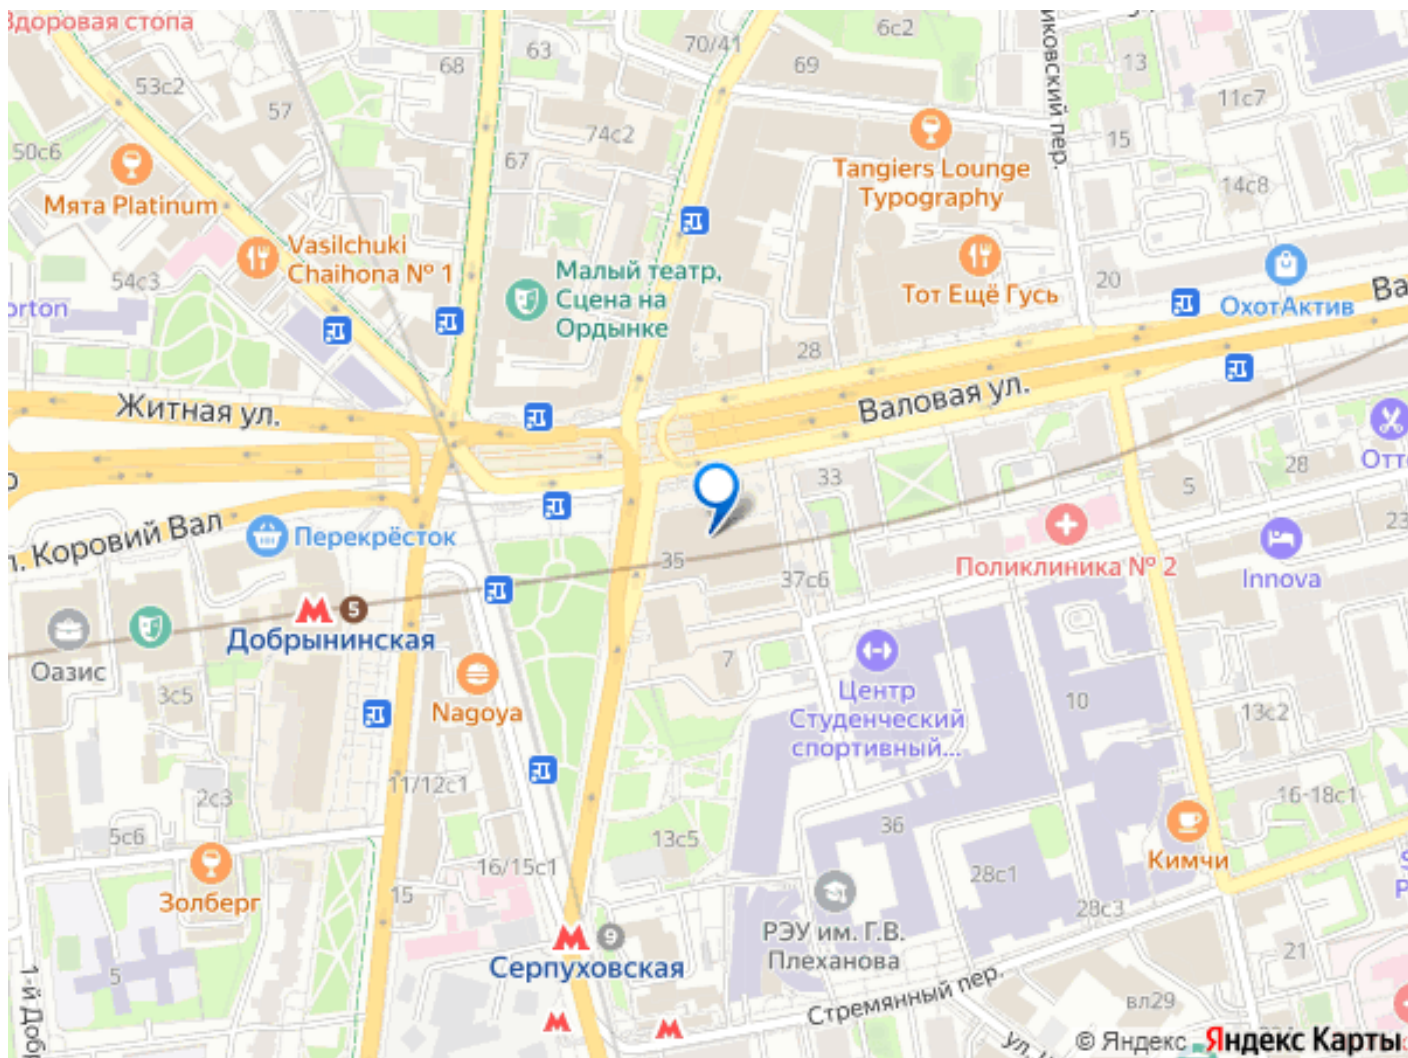 Здоровая стопа
53с2
57
68
63
70/41
69
6с2
13
11с7
15
50с6
Мята Platinum
67
74с2
Tangiers Lounge
Typography
14с8
54с3
Vasilchuki
Chaihona № 1
Малый театр,
Сцена на
Ордынке
Тот Ещё Гусь
20
ОхотАктив
28
Житная ул.
Валовая ул.
33
28
5
23
Перекрёсток
35
37с6
Поликлиника № 2
Innova
5
Добрынинская
Оазис
3с5
Nagoya
7
Центр
Студенческий
спортивный...
10
13с2
2с3
11/12с1
5с6
13с5
36
16-18с1
Кимчи
Золберг
15
16/15с1
28с1
28с3
РЭУ им. Г.В.
Плеханова
9
Серпуховская
5
21
Стремянный пер.
вл29
© Яндекс Яндекс Карты